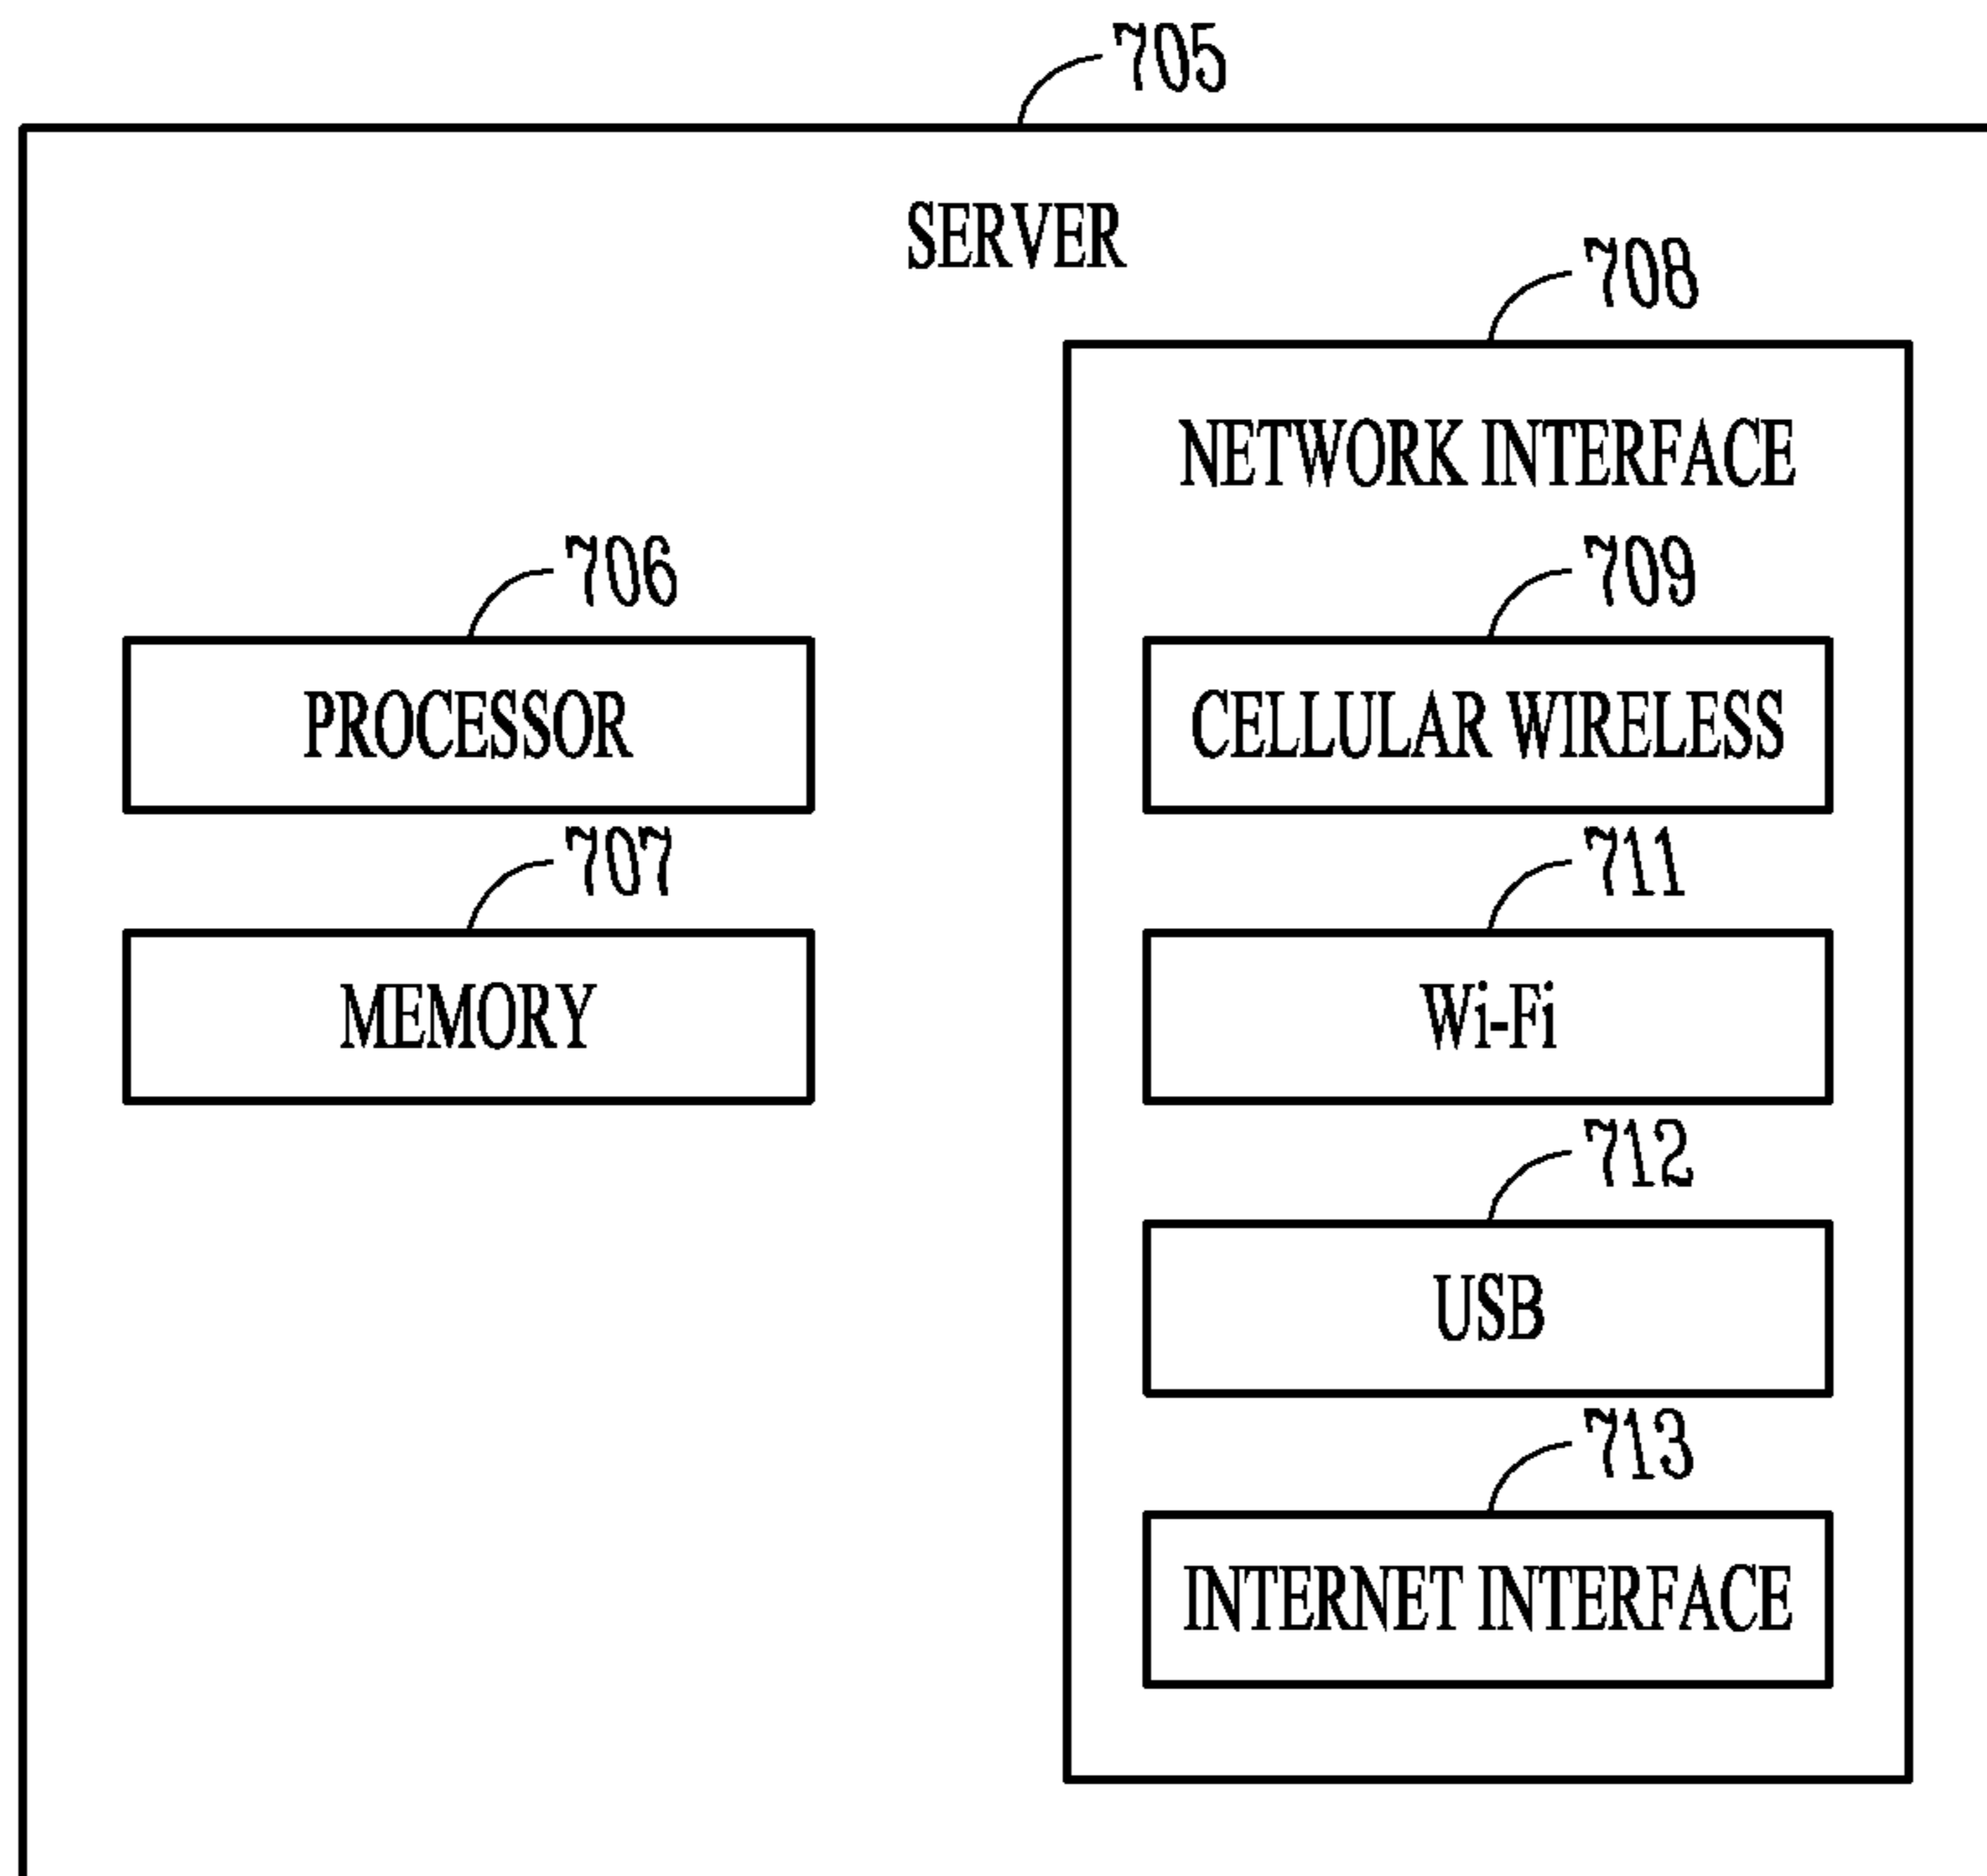 705
SERVER
708
NETWORK INTERFACE
706
PROCESSOR
707
MEMORY
709
CELLULAR WIRELESS
711
Wi-Fi
712
USB
713
INTERNET INTERFACE